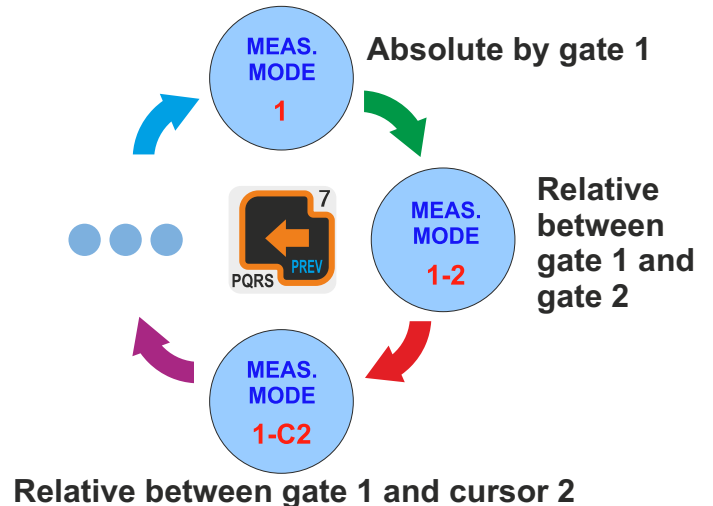 MEAS.
MODE
1
Absolute by gate 1
7
PREV
PQRS
MEAS.
MODE
1-2
Relative
between
gate 1 and
gate 2
MEAS.
MODE
1-C2
Relative between gate 1 and cursor 2